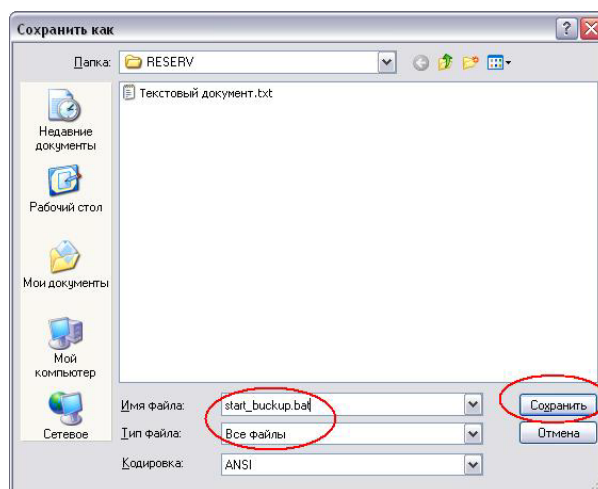 Сохранить как
Папка: RESERV
Текстовый документ.txt
Недавние
документы
Рабочий стол
Мои документы
Мой
компьютер
Сетевое
Имя файла: start_buckup.bat Сохранить
Тип файла: Все файлы Отмена
Кодировка: ANSI